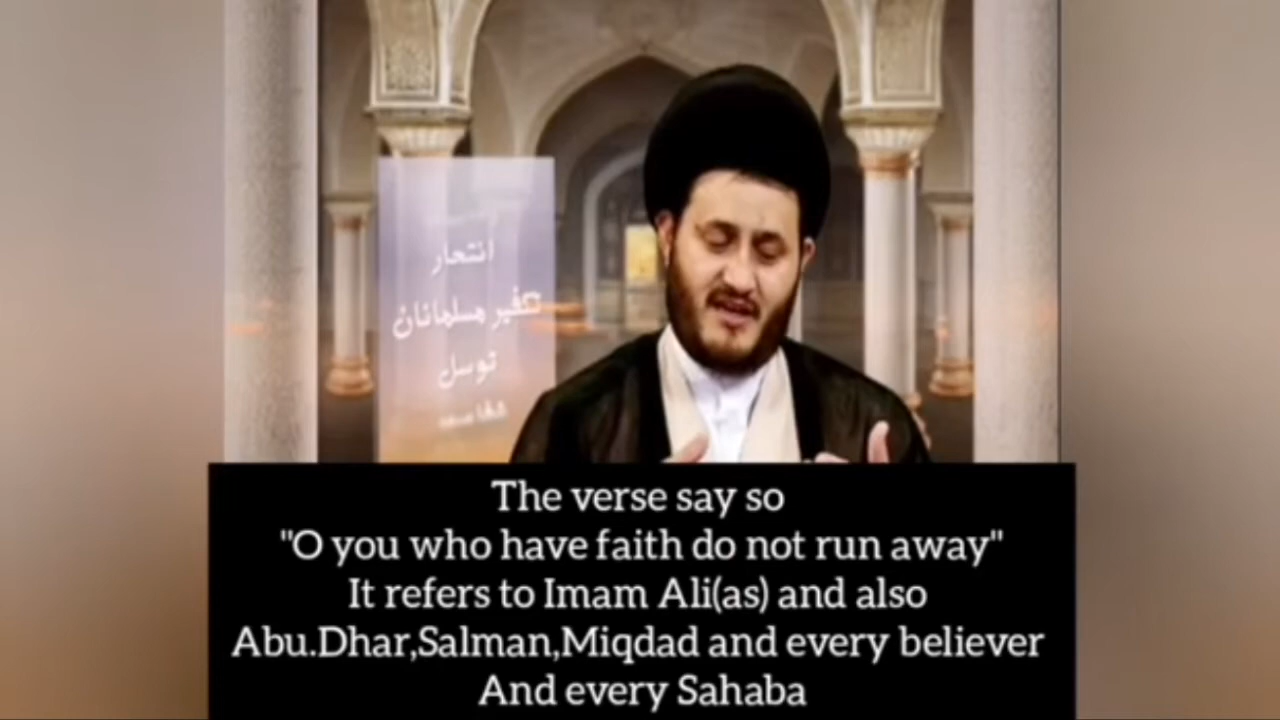 انتحار
تکفیر مسلمانان
توسل
The verse say so
"O you who have faith do not run away"
It refers to Imam Ali(as) and also
Abu.Dhar,Salman,Miqdad and every believer
And every Sahaba